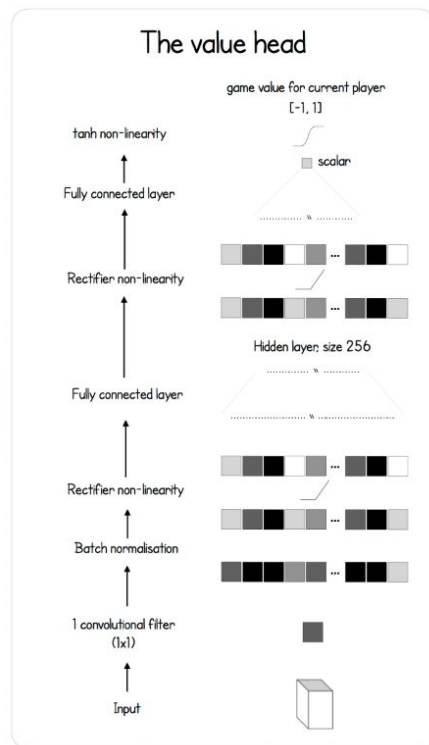 The value head
game value for current player
[-1, 1]
tanh non-linearity
scalar
Fully connected layer
Rectifier non-linearity
Hidden layer, size 256
Fully connected layer
Rectifier non-linearity
Batch normalisation
1 convolutional filter
(1x1)
Input